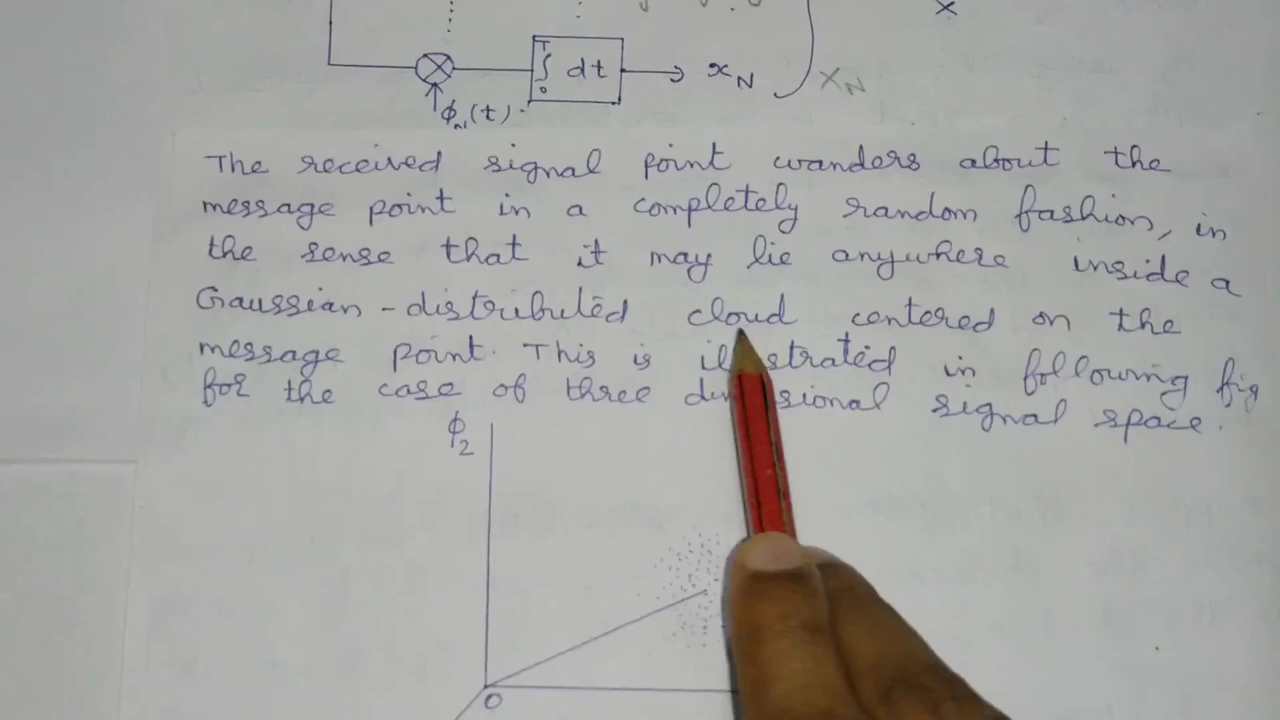 x
T
∫ dt
0
x_N
X_N
ϕ_N(t)
The received signal point wanders about the
message point in a completely random fashion, in
the sense that it may lie anywhere inside a
Gaussian - distributed cloud centered on the
message point. This is in following fig
for the case of three signal space.
ϕ_2
0